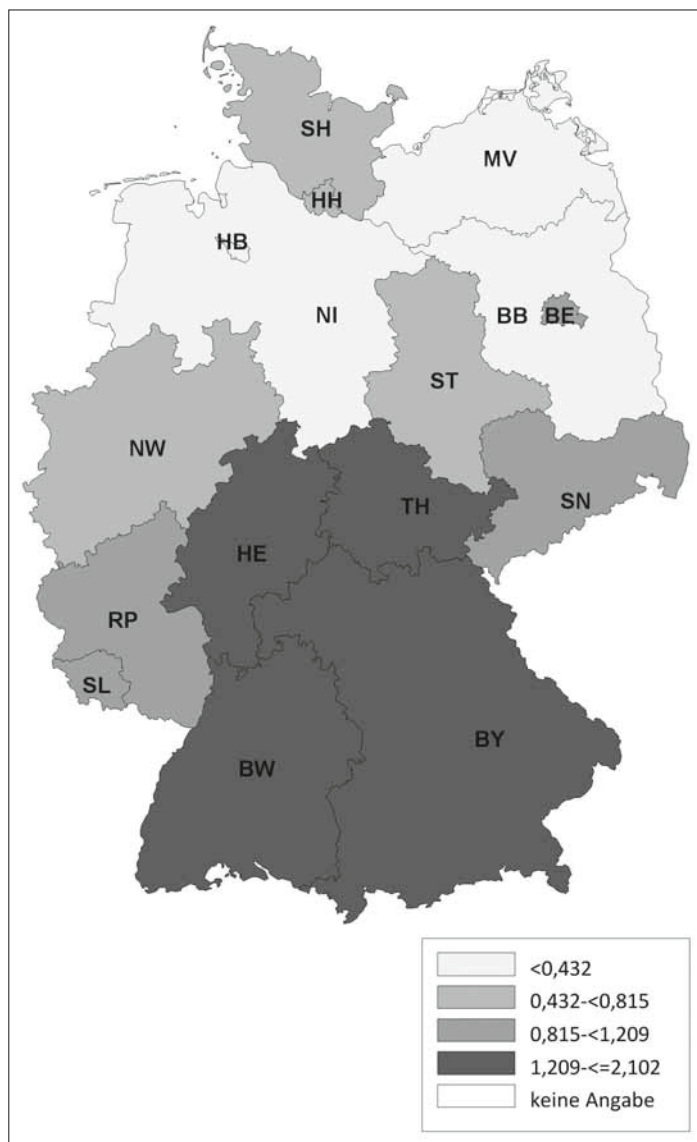 SH
MV
HH
HB
NI
BB
BE
ST
NW
TH
SN
HE
RP
SL
BY
BW
<0,432
0,432-<0,815
0,815-<1,209
1,209-<=2,102
keine Angabe